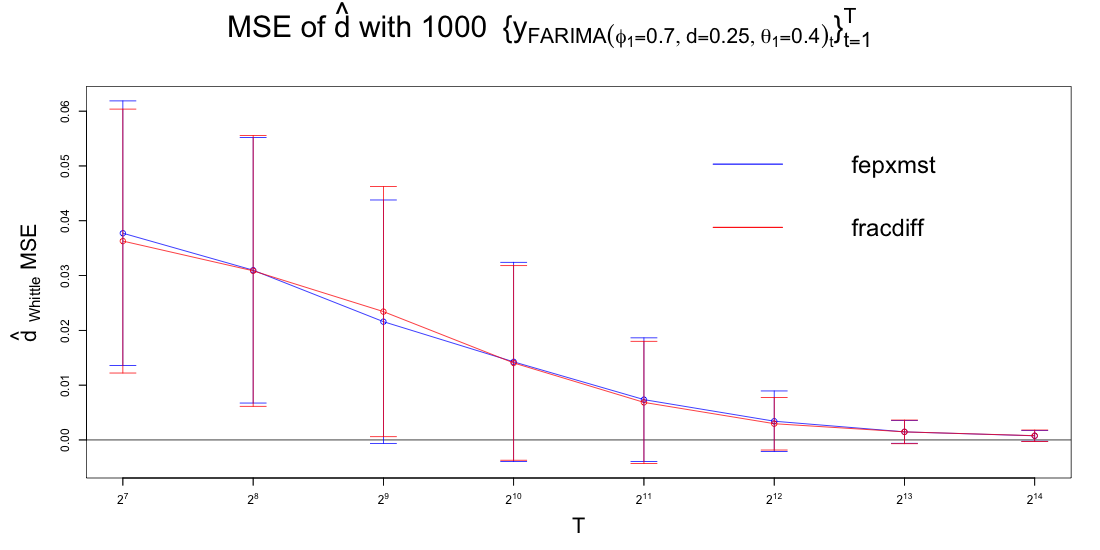 MSE of d̂ with 1000 {y_FARIMA(ϕ₁=0.7, d=0.25, θ₁=0.4)_t}_{t=1}^T
d̂ Whittle MSE
0.06
0.05
0.04
0.03
0.02
0.01
0.00
fepxmst
fracdiff
2⁷ 2⁸ 2⁹ 2¹⁰ 2¹¹ 2¹² 2¹³ 2¹⁴
T